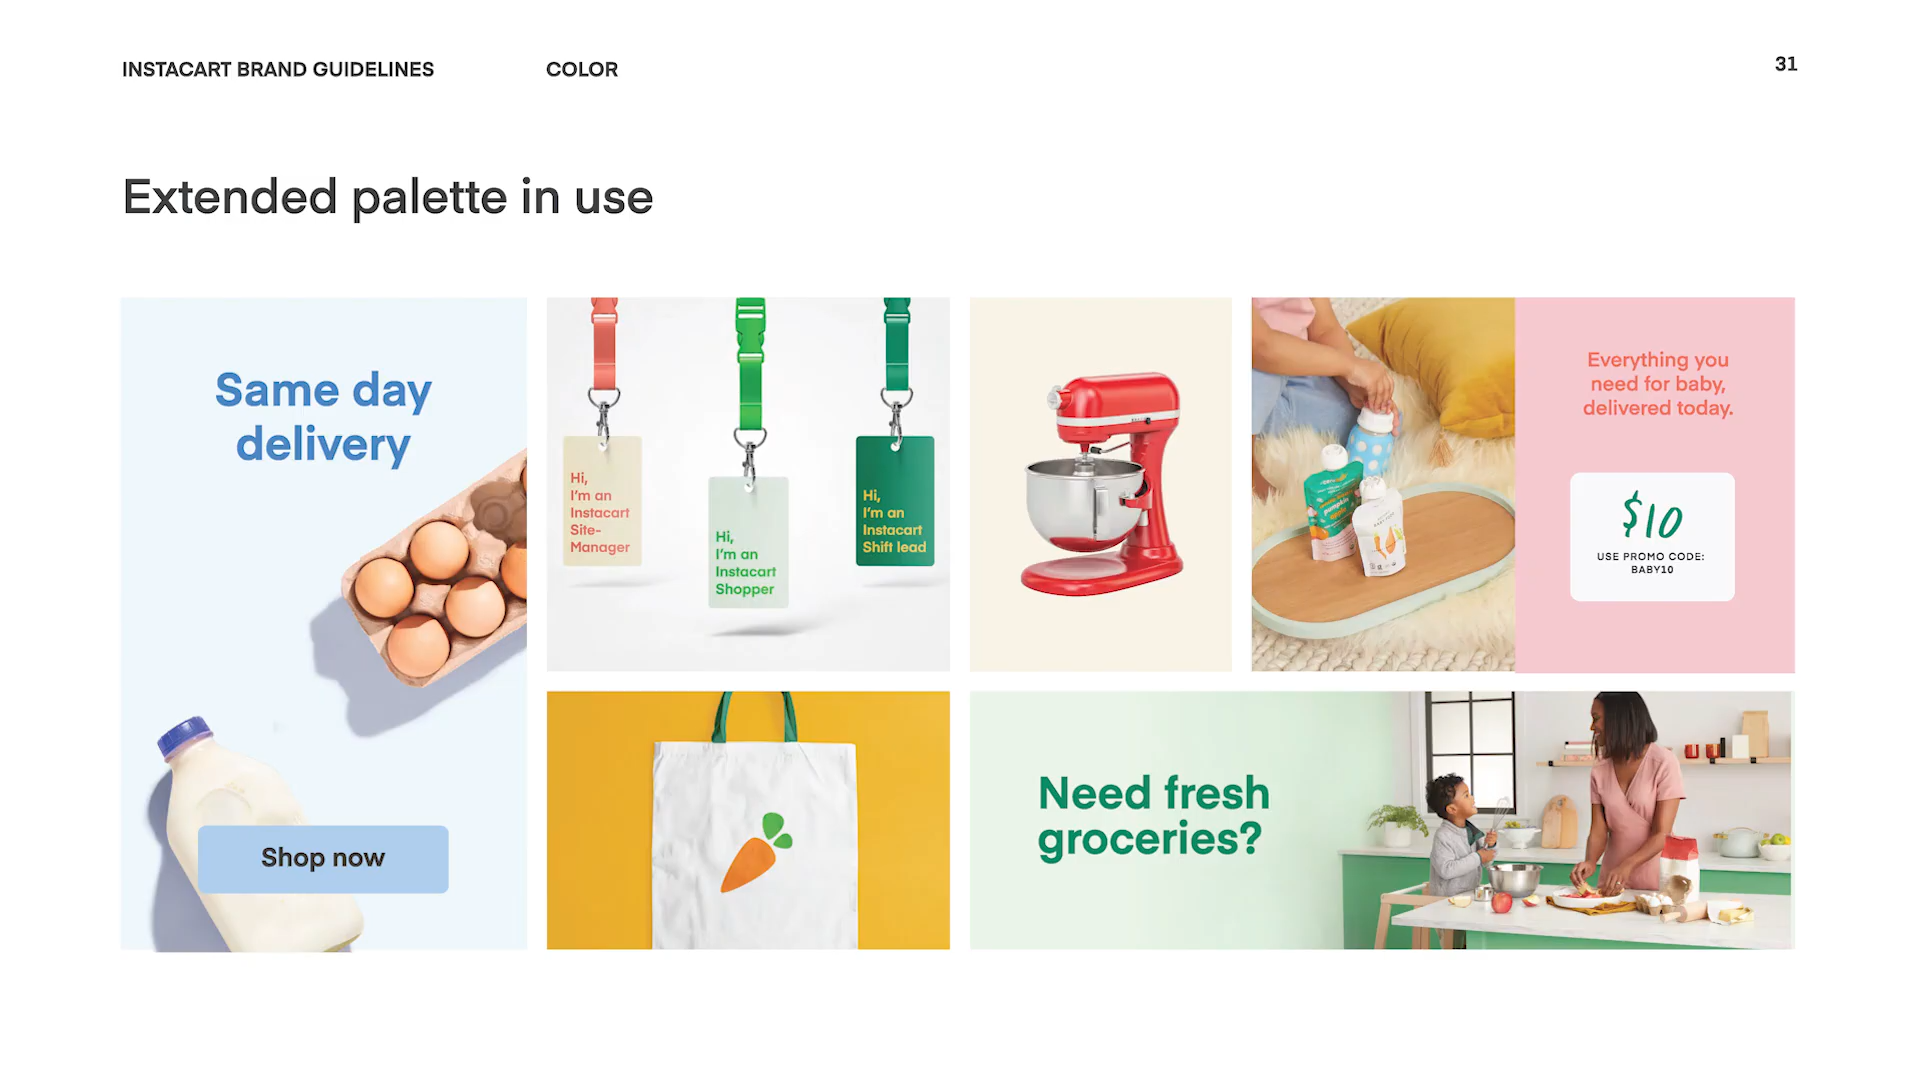 INSTACART BRAND GUIDELINES
COLOR
31
Extended palette in use
Same day
delivery
Shop now
Hi,
I'm an
Instacart
Site-
Manager
Hi,
I'm an
Instacart
Shopper
Hi,
I'm an
Instacart
Shift lead
Everything you
need for baby,
delivered today.
$10
USE PROMO CODE:
BABY10
Need fresh
groceries?